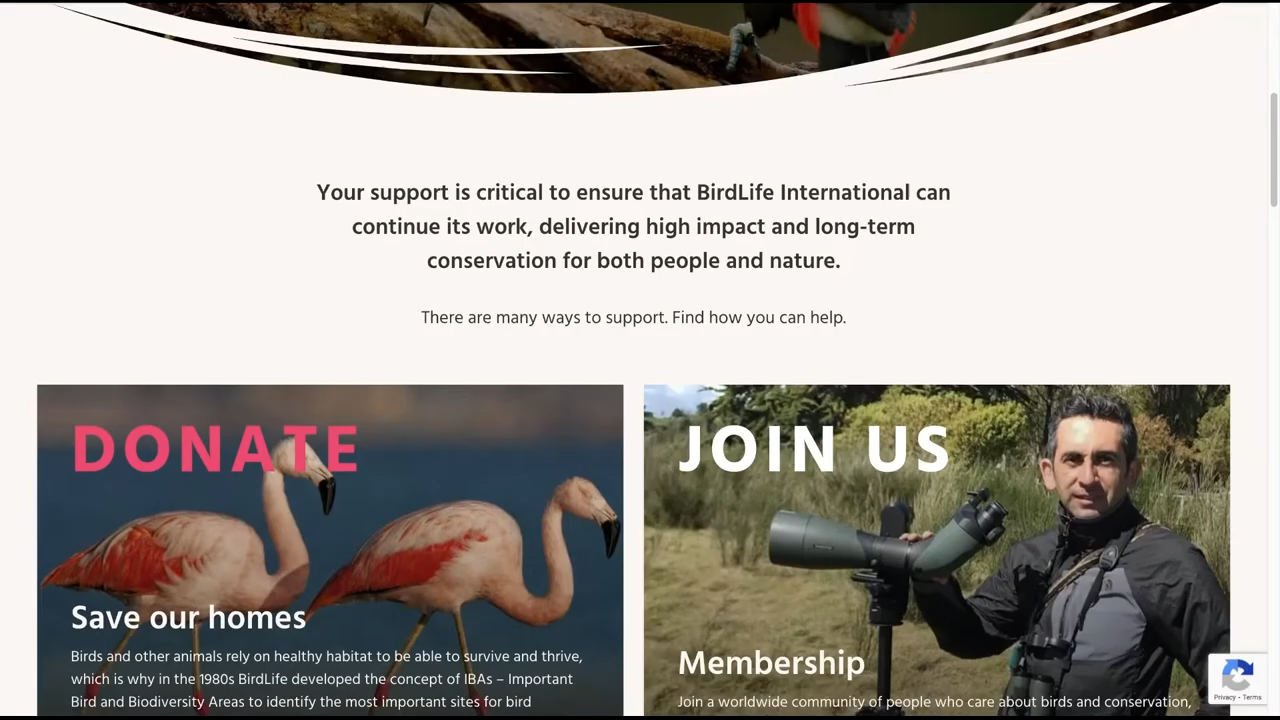 Your support is critical to ensure that BirdLife International can
continue its work, delivering high impact and long-term
conservation for both people and nature.
There are many ways to support. Find how you can help.
DONATE
Save our homes
Birds and other animals rely on healthy habitat to be able to survive and thrive,
which is why in the 1980s BirdLife developed the concept of IBAs – Important
Bird and Biodiversity Areas to identify the most important sites for bird
JOIN US
Membership
Join a worldwide community of people who care about birds and conservation,
Privacy - Terms